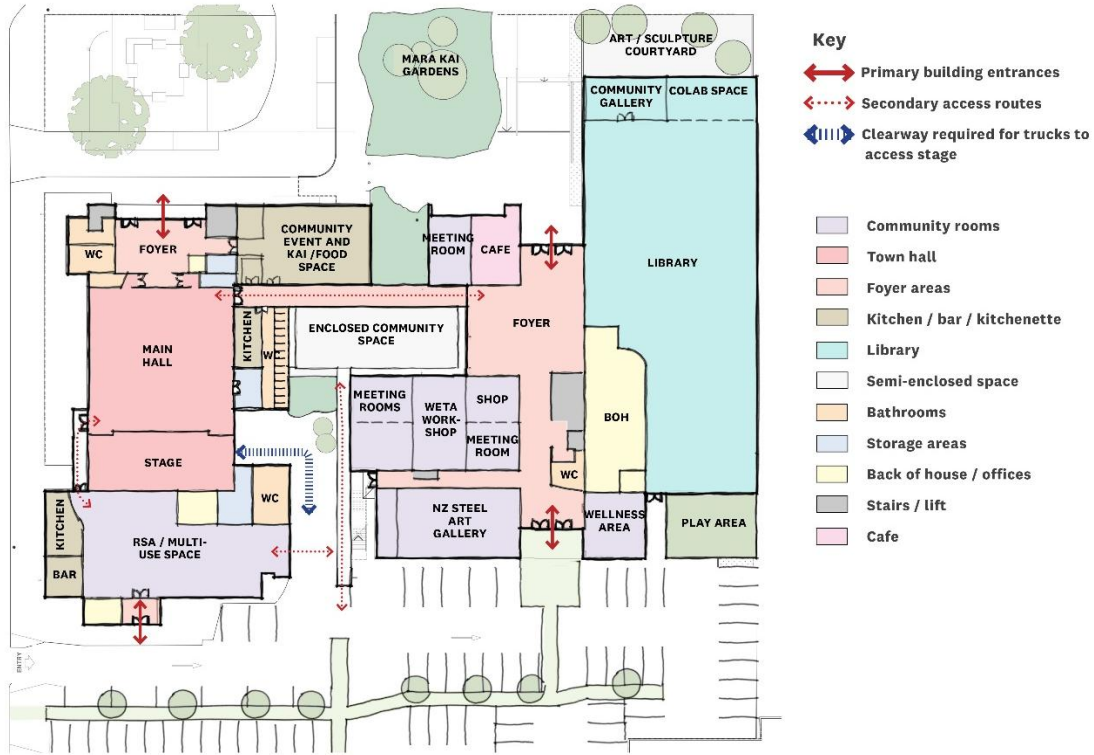 ART / SCULPTURE
COURTYARD
MARA KAI
GARDENS
COMMUNITY
GALLERY
COLAB SPACE
FOYER
WC
COMMUNITY
EVENT AND
KAI /FOOD
SPACE
MEETING
ROOM
CAFE
LIBRARY
MAIN
HALL
KITCHEN
WC
ENCLOSED COMMUNITY
SPACE
FOYER
MEETING
ROOMS
WETA
WORK-
SHOP
SHOP
MEETING
ROOM
BOH
STAGE
WC
WC
KITCHEN
BAR
RSA / MULTI-
USE SPACE
NZ STEEL
ART
GALLERY
WELLNESS
AREA
PLAY AREA
ENTRY
Key
Primary building entrances
Secondary access routes
Clearway required for trucks to
access stage
Community rooms
Town hall
Foyer areas
Kitchen / bar / kitchenette
Library
Semi-enclosed space
Bathrooms
Storage areas
Back of house / offices
Stairs / lift
Cafe